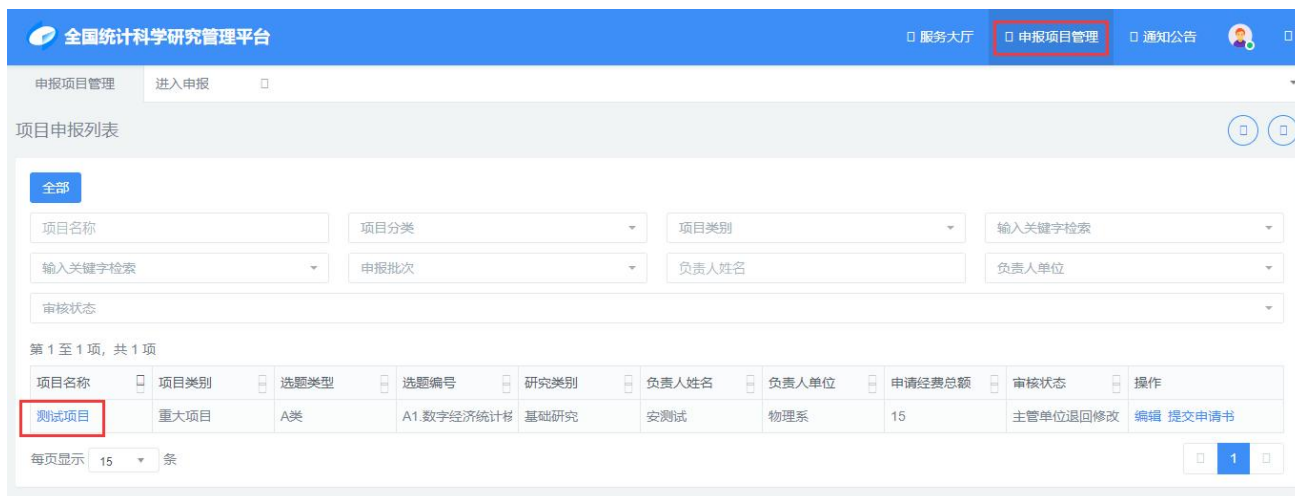 全国统计科学研究管理平台 服务大厅 申报项目管理 通知公告
申报项目管理 进入申报
项目申报列表
全部
项目名称 项目分类 项目类别 输入关键字检索
输入关键字检索 申报批次 负责人姓名 负责人单位
审核状态
第 1 至 1 项，共 1 项
项目名称 项目类别 选题类型 选题编号 研究类别 负责人姓名 负责人单位 申请经费总额 审核状态 操作
测试项目 重大项目 A类 A1.数字经济统计核 基础研究 安测试 物理系 15 主管单位退回修改 编辑 提交申请书
每页显示 15 条 1